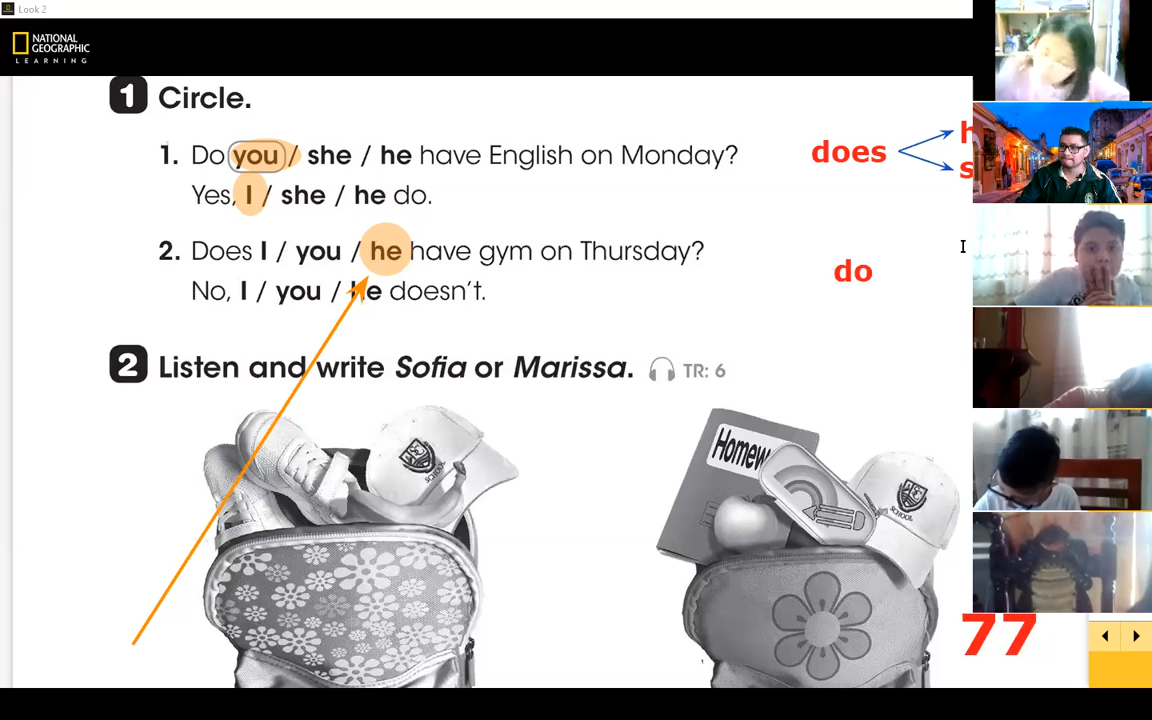 Look 2
NATIONAL
GEOGRAPHIC
LEARNING
1 Circle.
1. Do you / she / he have English on Monday?
Yes, I / she / he do.
2. Does I / you / he have gym on Thursday?
No, I / you / he doesn't.
does
h
s
do
2 Listen and write Sofia or Marissa. TR: 6
SCHOOL
Homew
SCHOOL
77